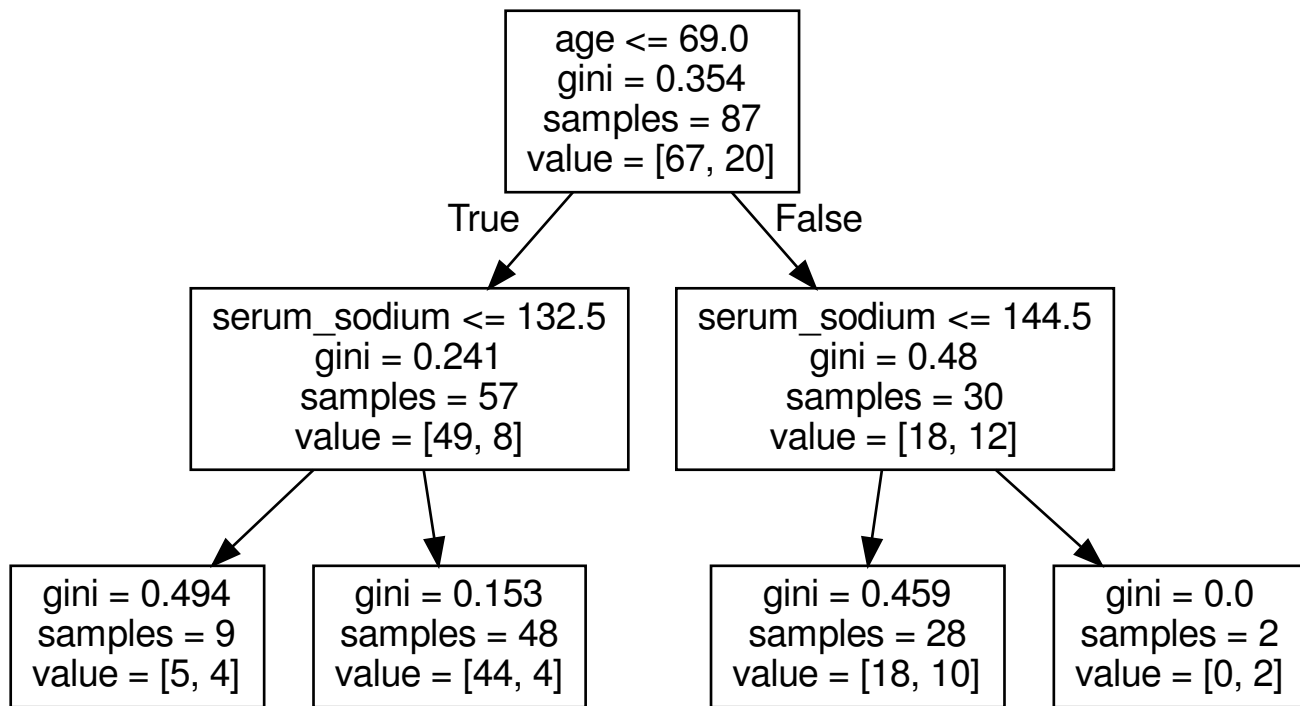 age <= 69.0
gini = 0.354
samples = 87
value = [67, 20]
True
False
serum_sodium <= 132.5
gini = 0.241
samples = 57
value = [49, 8]
serum_sodium <= 144.5
gini = 0.48
samples = 30
value = [18, 12]
gini = 0.494
samples = 9
value = [5, 4]
gini = 0.153
samples = 48
value = [44, 4]
gini = 0.459
samples = 28
value = [18, 10]
gini = 0.0
samples = 2
value = [0, 2]